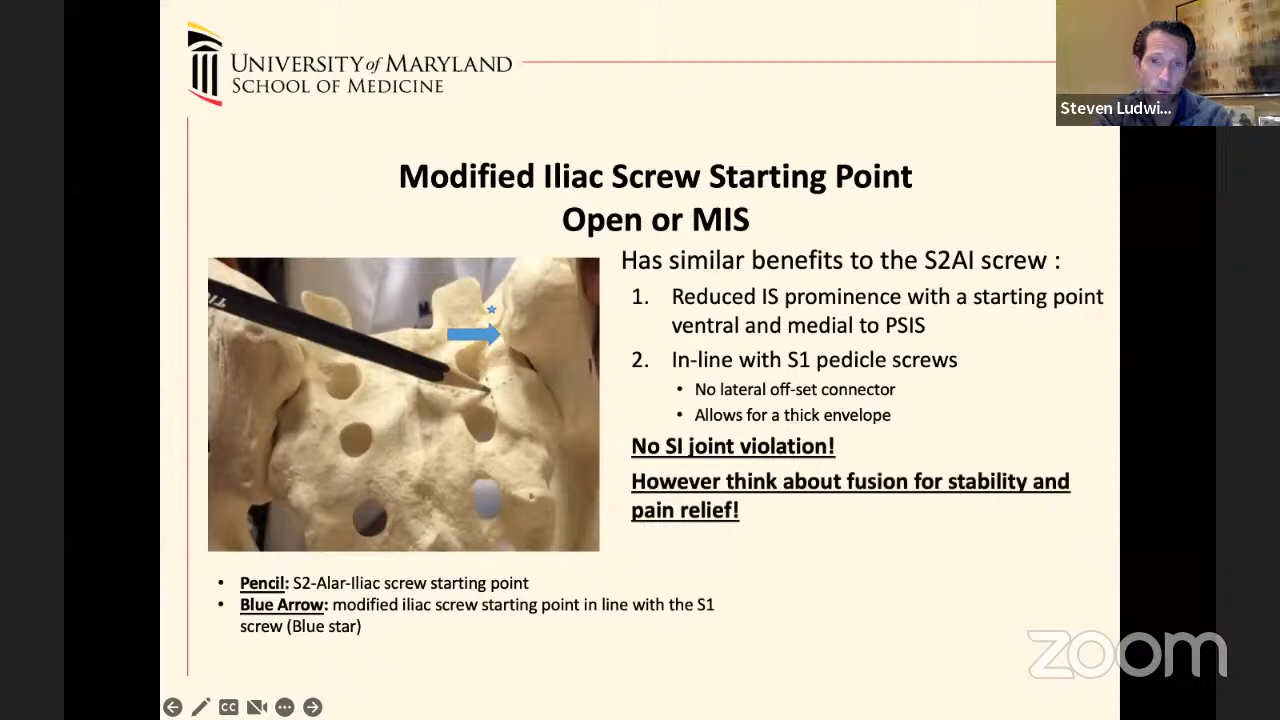 UNIVERSITY of MARYLAND
SCHOOL OF MEDICINE
Steven Ludwi...
Modified Iliac Screw Starting Point
Open or MIS
Has similar benefits to the S2AI screw :
1. Reduced IS prominence with a starting point
ventral and medial to PSIS
2. In-line with S1 pedicle screws
• No lateral off-set connector
• Allows for a thick envelope
No SI joint violation!
However think about fusion for stability and
pain relief!
• Pencil: S2-Alar-Iliac screw starting point
• Blue Arrow: modified iliac screw starting point in line with the S1
screw (Blue star)
zoom
CC